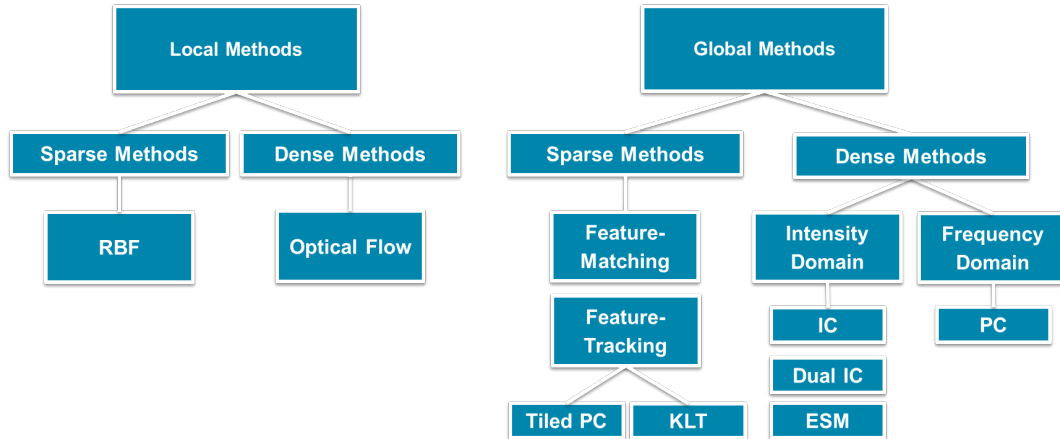 Local Methods
Global Methods
Sparse Methods
Dense Methods
Sparse Methods
Dense Methods
RBF
Optical Flow
Feature-
Matching
Intensity
Domain
Frequency
Domain
Feature-
Tracking
IC
PC
Dual IC
Tiled PC
KLT
ESM